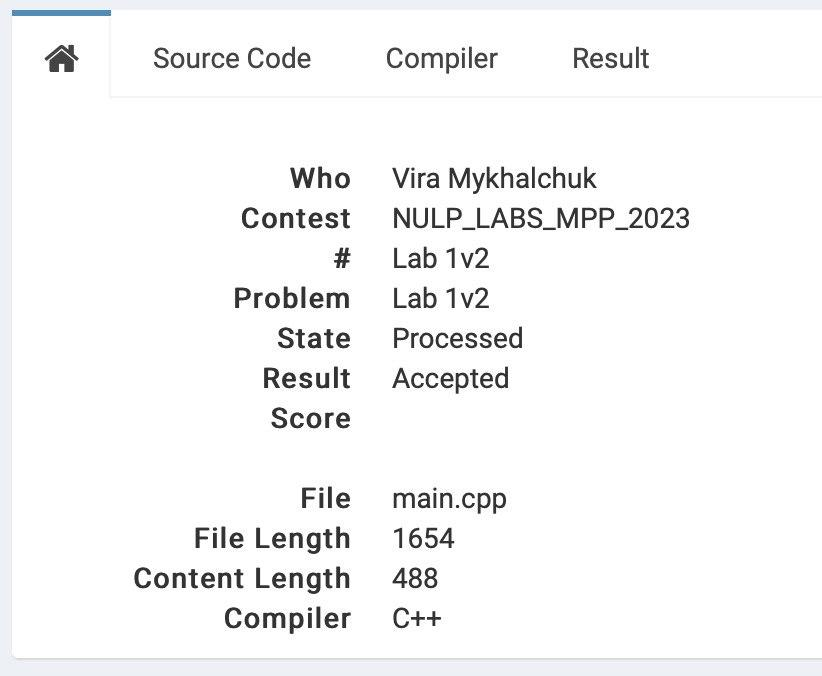 Source Code Compiler Result
Who Vira Mykhalchuk
Contest NULP_LABS_MPP_2023
# Lab 1v2
Problem Lab 1v2
State Processed
Result Accepted
Score
File main.cpp
File Length 1654
Content Length 488
Compiler C++